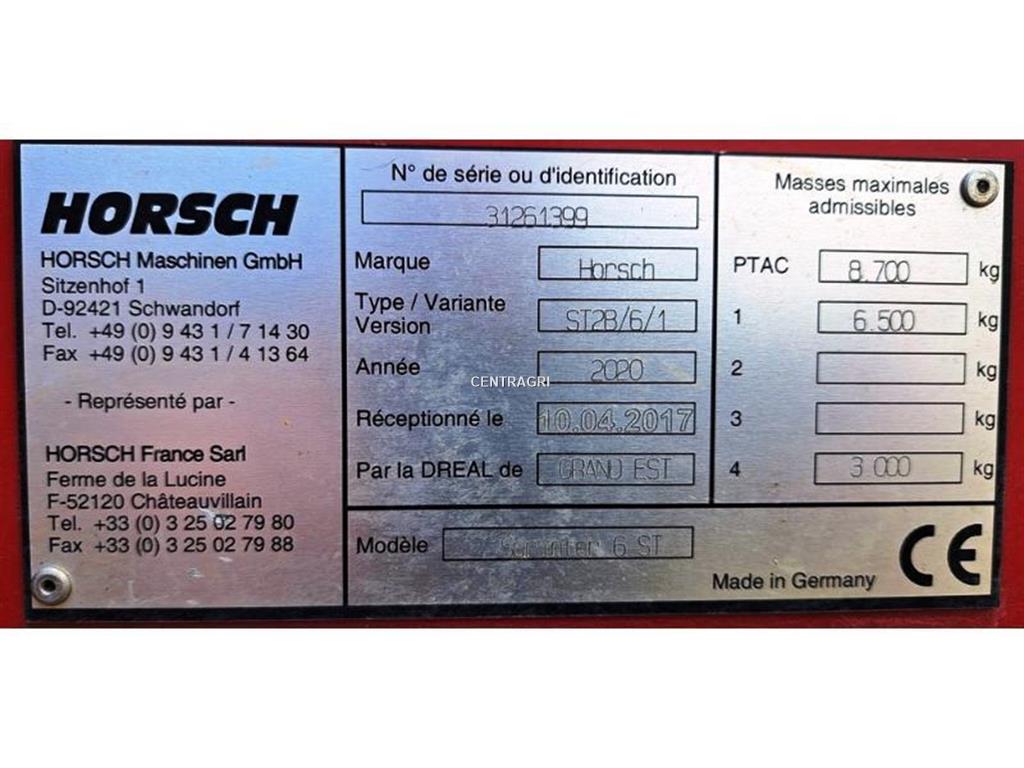 HORSCH
HORSCH Maschinen GmbH
Sitzenhof 1
D-92421 Schwandorf
Tel. +49 (0) 9 43 1 / 7 14 30
Fax +49 (0) 9 43 1 / 4 13 64
- Représenté par -
HORSCH France Sarl
Ferme de la Lucine
F-52120 Châteauvillain
Tel. +33 (0) 3 25 02 79 80
Fax +33 (0) 3 25 02 79 88
N° de série ou d'identification
31261399
Marque Horsch
Type / Variante
Version ST2B/6/1
Année 2020
CENTRAGRI
Réceptionné le 10.04.2017
Par la DREAL de GRAND EST
Masses maximales
admissibles
PTAC 8.700 kg
1 6.500 kg
2 kg
3 kg
4 3.000 kg
Modèle Sprinter 6 ST
Made in Germany
CE